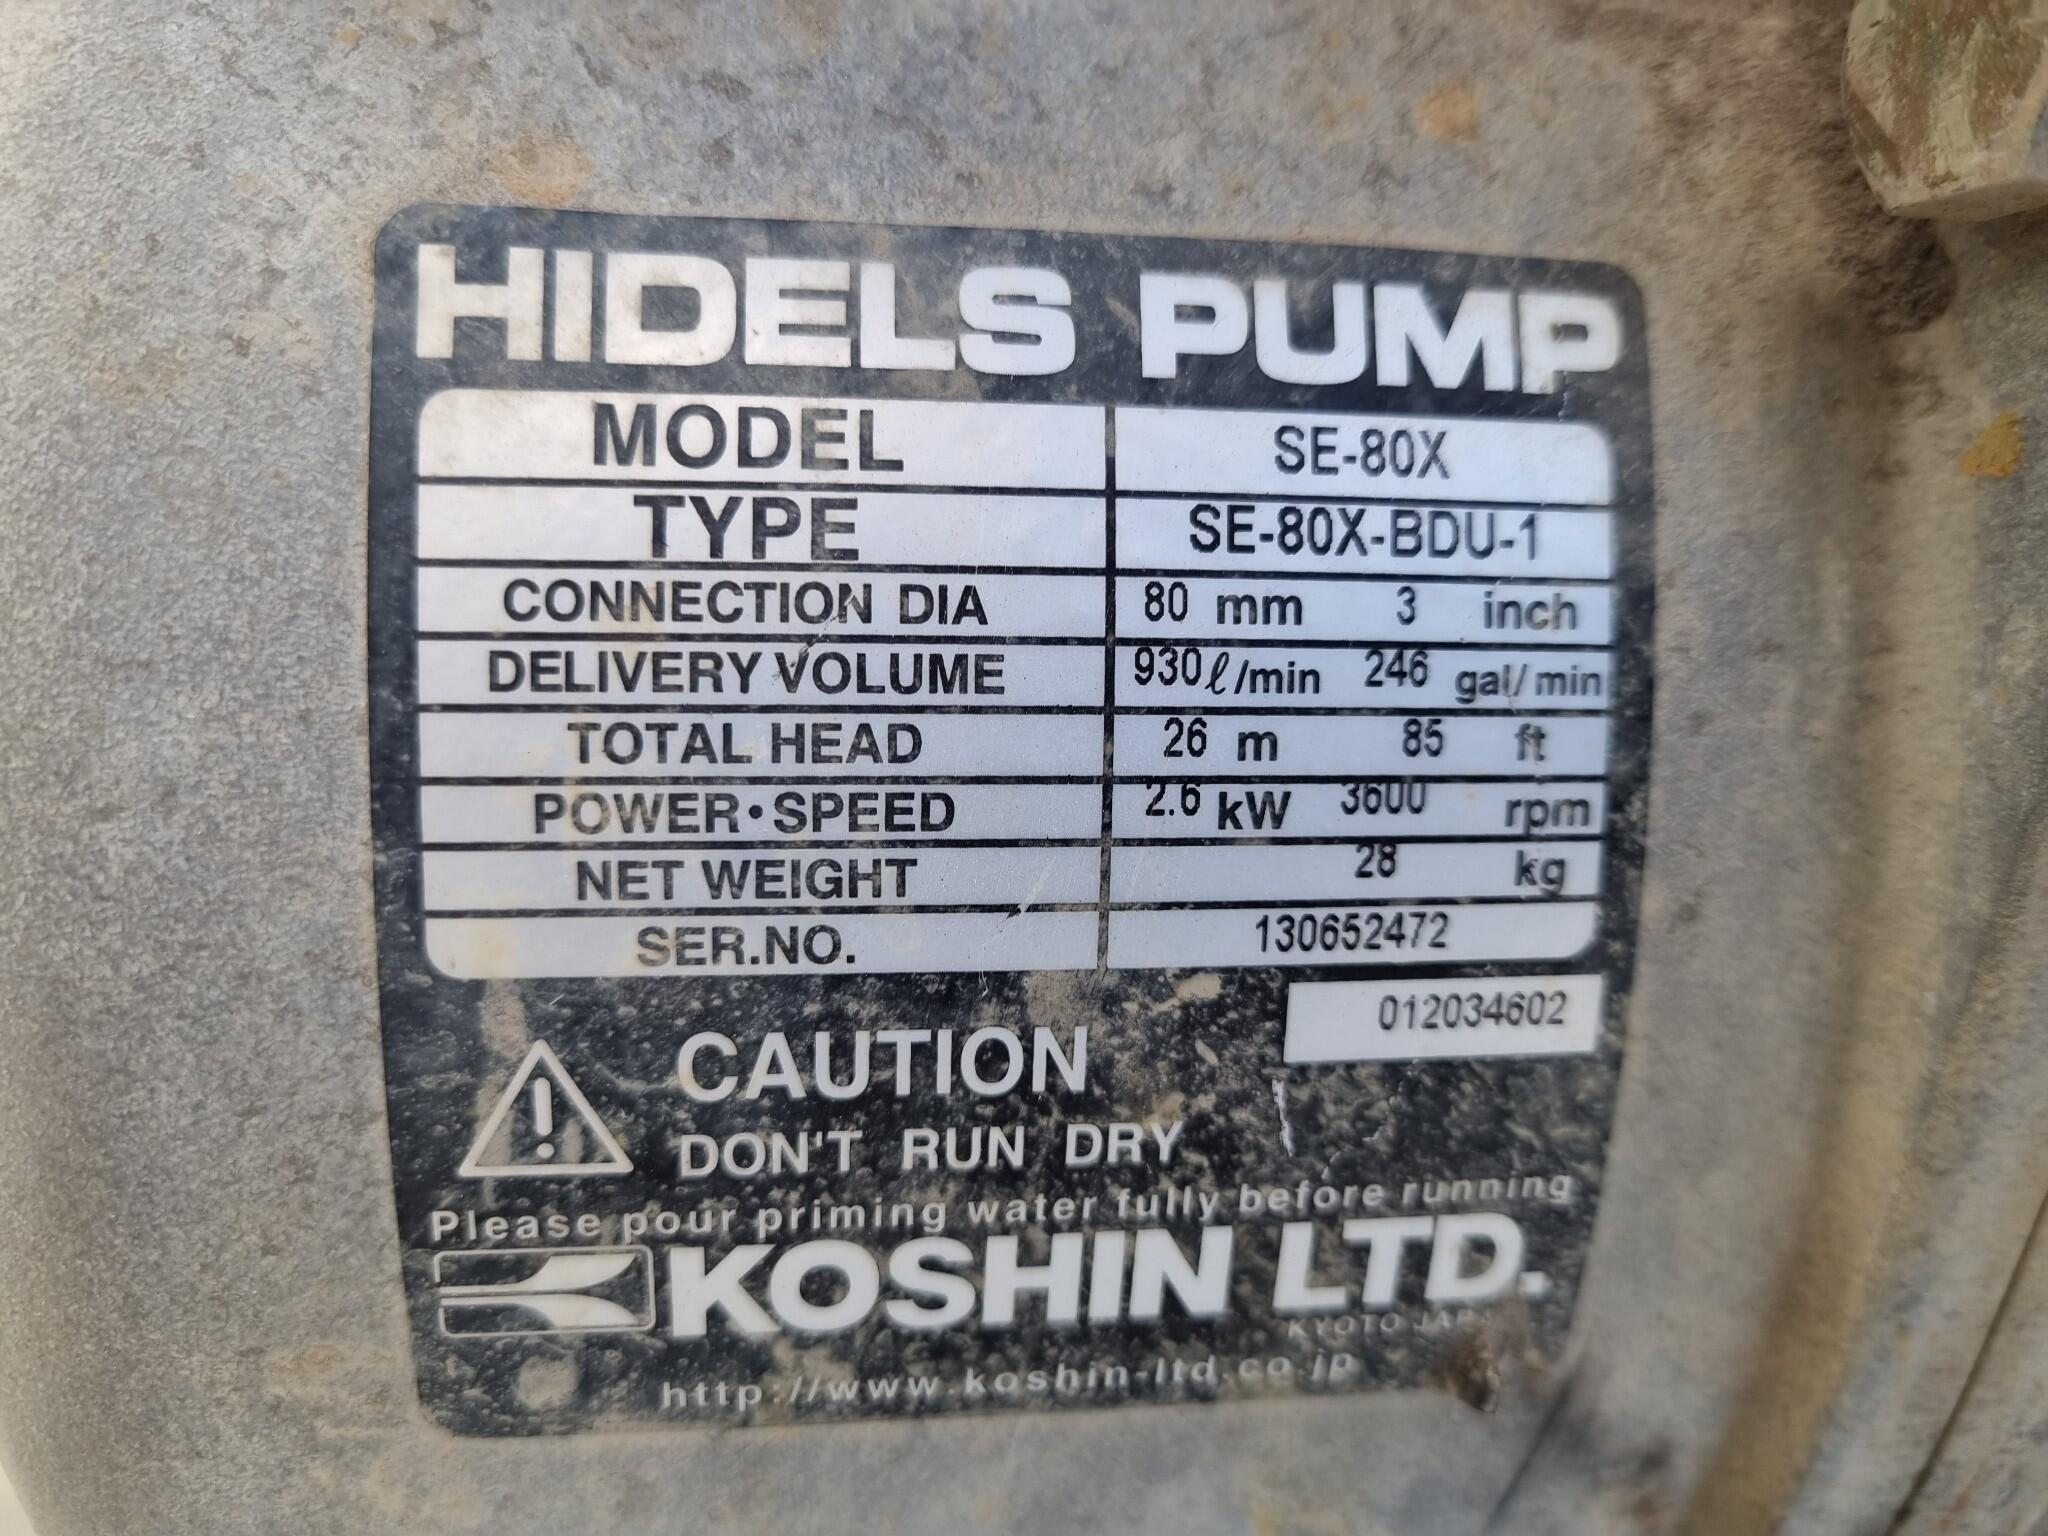 HIDELS PUMP
MODEL SE-80X
TYPE SE-80X-BDU-1
CONNECTION DIA 80 mm 3 inch
DELIVERY VOLUME 930ℓ/min 246 gal/min
TOTAL HEAD 26 m 85 ft
POWER・SPEED 2.6 kW 3600 rpm
NET WEIGHT 28 kg
SER.NO. 130652472
012034602
CAUTION
DON'T RUN DRY
Please pour priming water fully before running
KOSHIN LTD.
KYOTO
http://www.koshin-ltd.co.jp